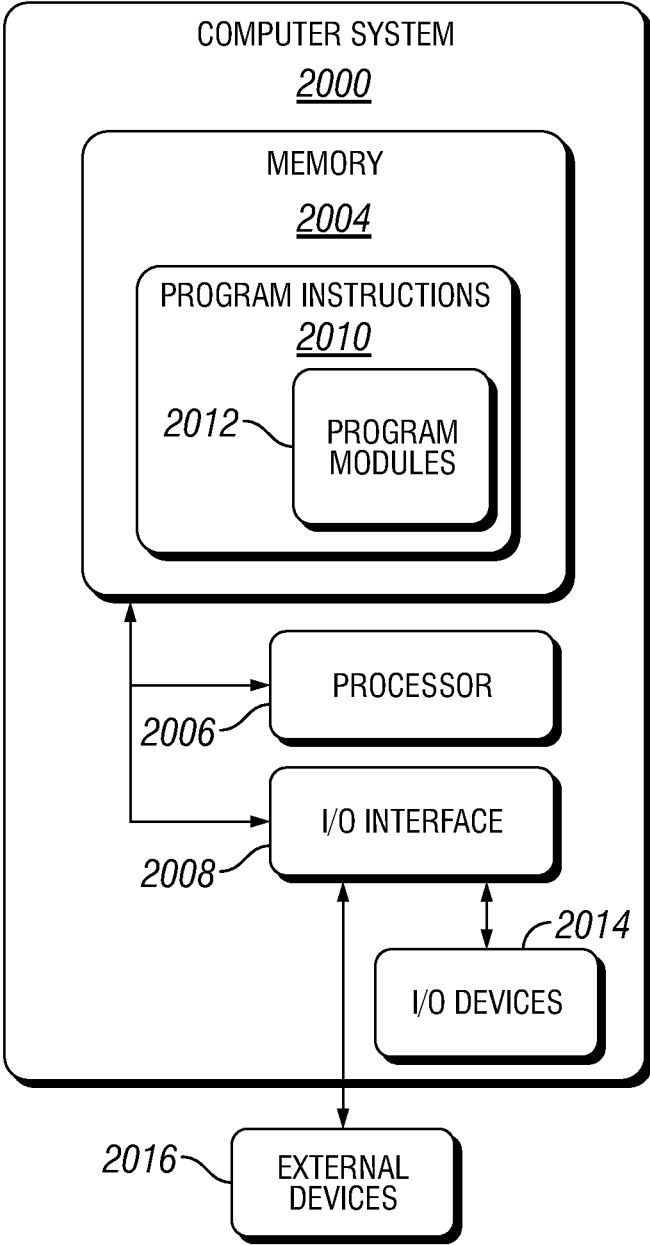 COMPUTER SYSTEM
2000
MEMORY
2004
PROGRAM INSTRUCTIONS
2010
2012
PROGRAM
MODULES
PROCESSOR
2006
I/O INTERFACE
2008
2014
I/O DEVICES
2016
EXTERNAL
DEVICES